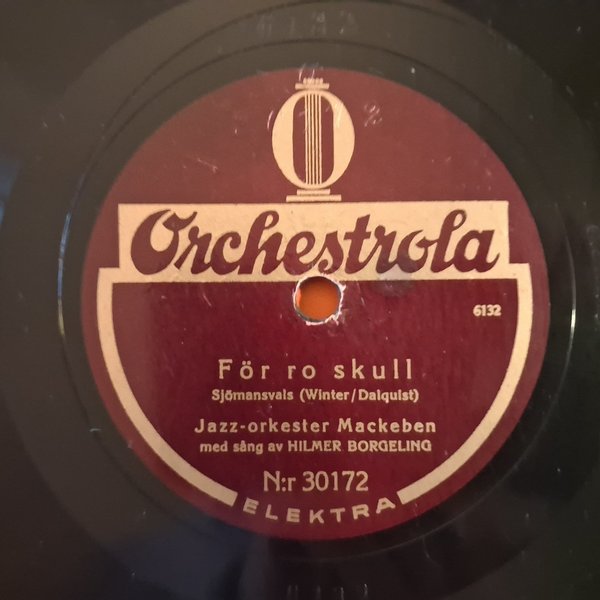 Orchestrola
6132
För ro skull
Sjömansvals (Winter/Dalquist)
Jazz-orkester Mackeben
med sång av HILMER BORGELING
N:r 30172
ELEKTRA